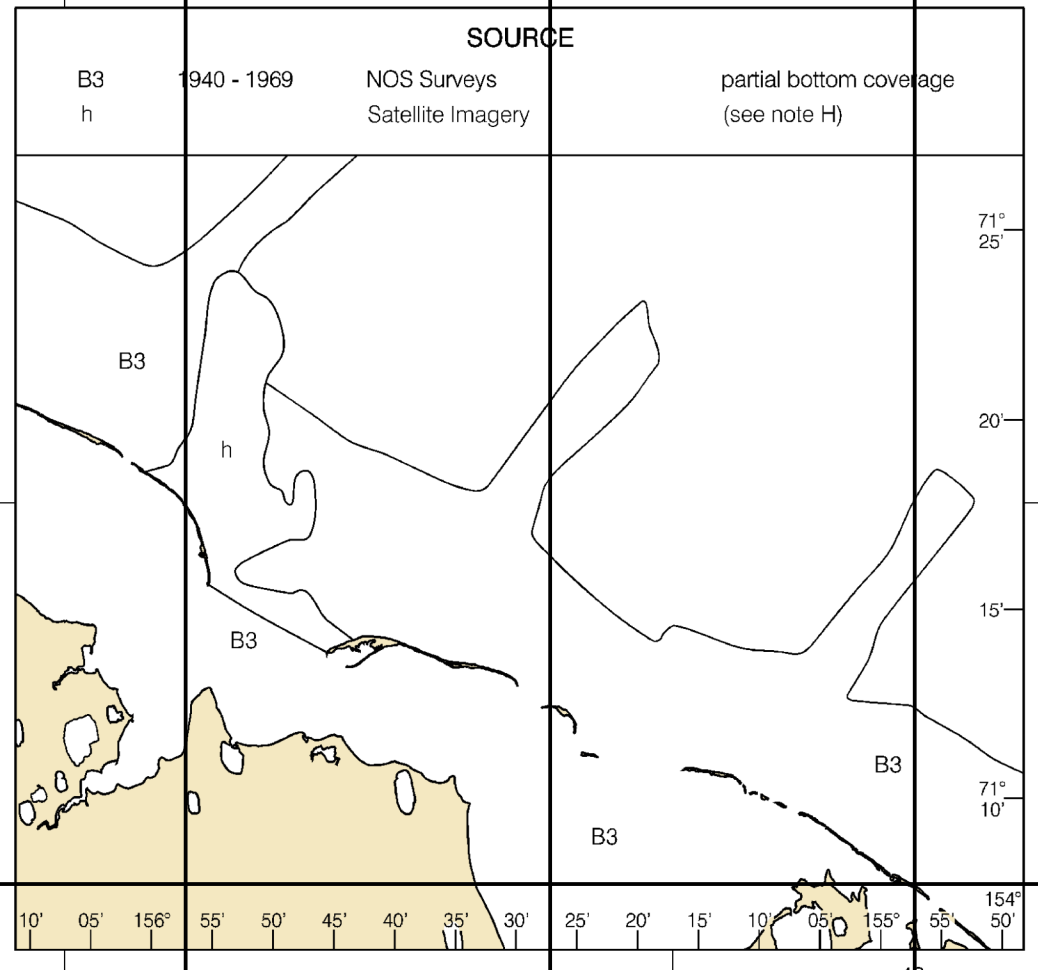 SOURCE
B3 1940 - 1969 NOS Surveys partial bottom coverage
h Satellite Imagery (see note H)
71°
25'
B3
20'
h
15'
B3
B3
71°
10'
B3
154°
10' 05' 156° 55' 50' 45' 40' 35' 30' 25' 20' 15' 10' 05' 155° 55' 50'